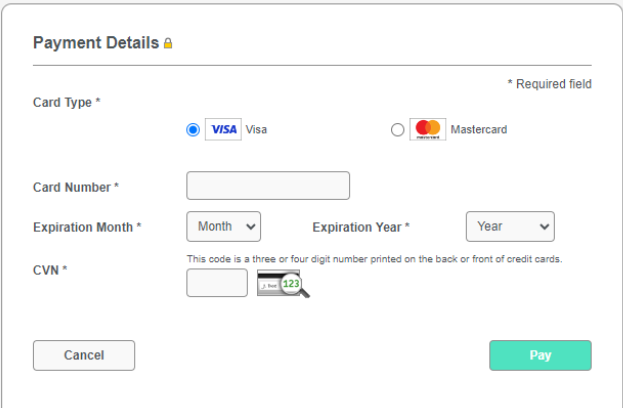 Payment Details
* Required field
Card Type *
VISA Visa
Mastercard
Card Number *
Expiration Month * Month Expiration Year * Year
This code is a three or four digit number printed on the back or front of credit cards.
CVN *
123
Cancel Pay